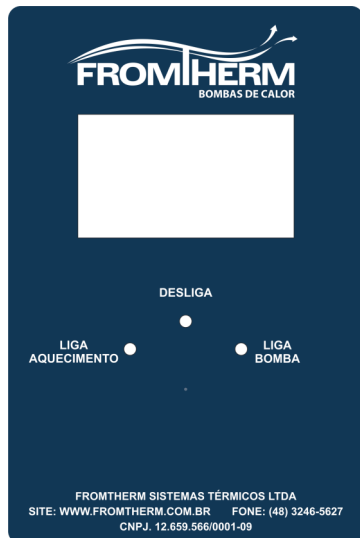 FROMTHERM
BOMBAS DE CALOR
DESLIGA
LIGA
AQUECIMENTO
LIGA
BOMBA
FROMTHERM SISTEMAS TÉRMICOS LTDA
SITE: WWW.FROMTHERM.COM.BR FONE: (48) 3246-5627
CNPJ. 12.659.566/0001-09